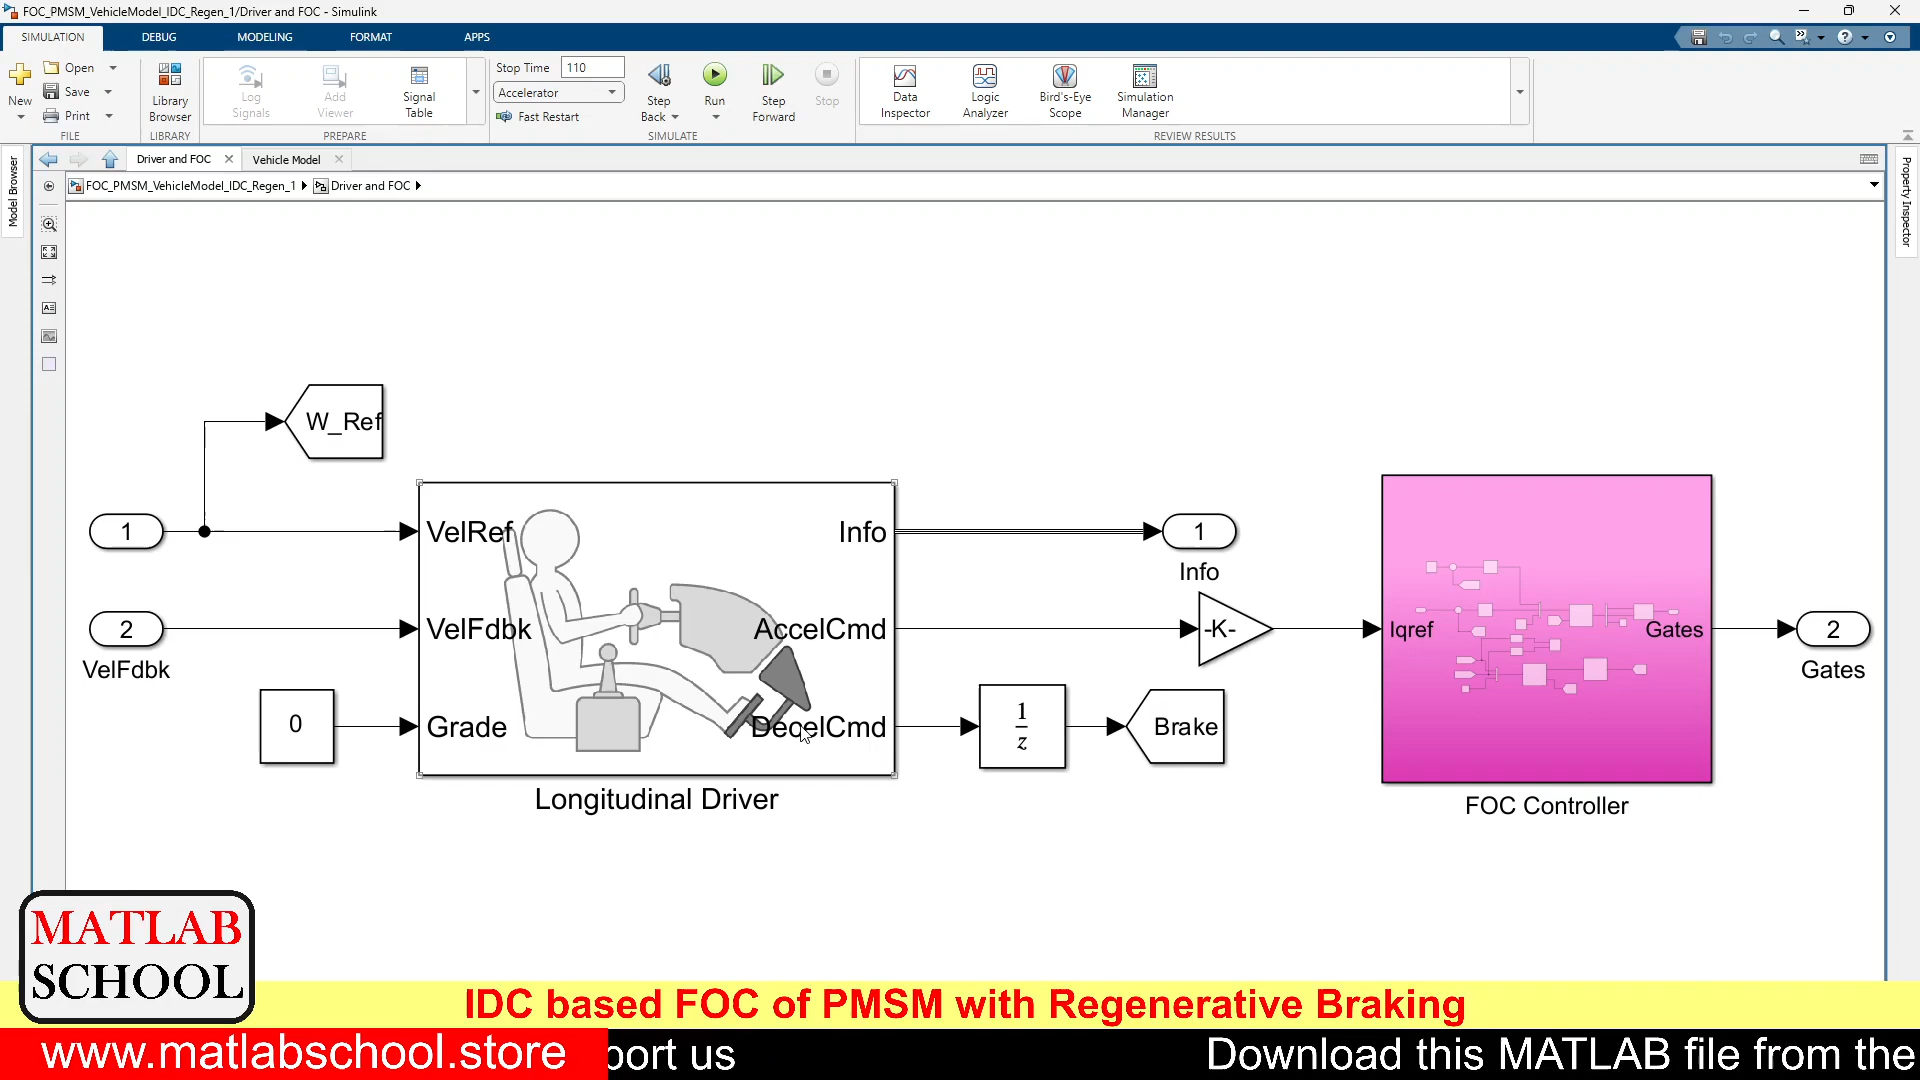 FOC_PMSM_VehicleModel_IDC_Regen_1/Driver and FOC - Simulink
SIMULATION DEBUG MODELING FORMAT APPS
New
Open
Save
Print
FILE
Library Browser
LIBRARY
Log Signals
Add Viewer
Signal Table
PREPARE
Stop Time 110
Accelerator
Fast Restart
Step Back
Run
Step Forward
Stop
SIMULATE
Data Inspector
Logic Analyzer
Bird's-Eye Scope
Simulation Manager
REVIEW RESULTS
Model Browser
Property Inspector
Driver and FOC
Vehicle Model
FOC_PMSM_VehicleModel_IDC_Regen_1 Driver and FOC
W_Ref
1
VelRef
Info
1
Info
2
VelFdbk
VelFdbk
AccelCmd
-K-
Iqref
Gates
2
Gates
0
Grade
DecelCmd
1
z
Brake
Longitudinal Driver
FOC Controller
MATLAB
SCHOOL
IDC based FOC of PMSM with Regenerative Braking
www.matlabschool.store
port us
Download this MATLAB file from the